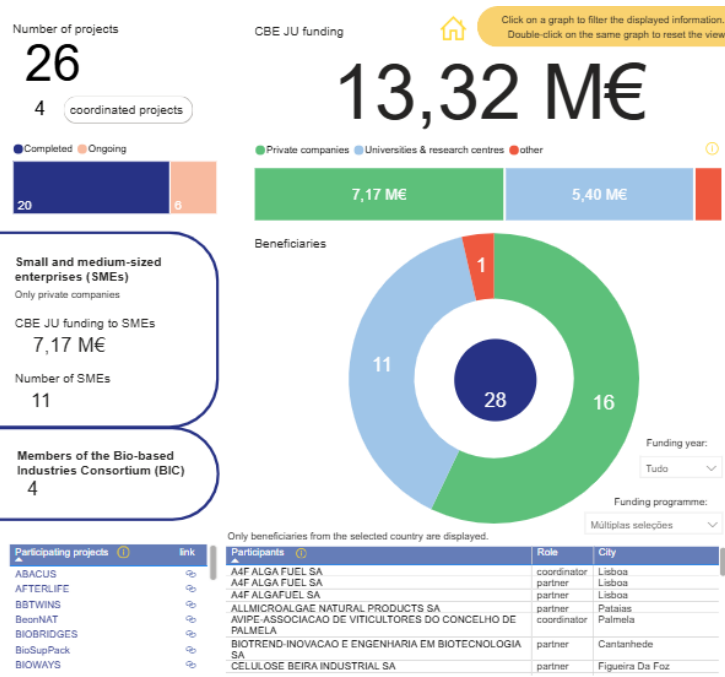 Number of projects
26
4 coordinated projects
Completed Ongoing
20 6
Small and medium-sized
enterprises (SMEs)
Only private companies
CBE JU funding to SMEs
7,17 M€
Number of SMEs
11
Members of the Bio-based
Industries Consortium (BIC)
4
CBE JU funding
Click on a graph to filter the displayed information.
Double-click on the same graph to reset the view
13,32 M€
Private companies Universities & research centres other
7,17 M€ 5,40 M€
Beneficiaries
1
11
28
16
Funding year:
Tudo
Funding programme:
Múltiplas seleções
Participating projects link
ABACUS
AFTERLIFE
BBTWINS
BeonNAT
BIOBRIDGES
BioSupPack
BIOWAYS
Only beneficiaries from the selected country are displayed.
Participants Role City
A4F ALGA FUEL SA coordinator Lisboa
A4F ALGA FUEL SA partner Lisboa
A4F ALGAFUEL SA partner Lisboa
ALLMICROALGAE NATURAL PRODUCTS SA partner Pataias
AVIPE-ASSOCIACAO DE VITICULTORES DO CONCELHO DE coordinator Palmela
PALMELA
BIOTREND-INOVACAO E ENGENHARIA EM BIOTECNOLOGIA partner Cantanhede
SA
CELULOSE BEIRA INDUSTRIAL SA partner Figueira Da Foz